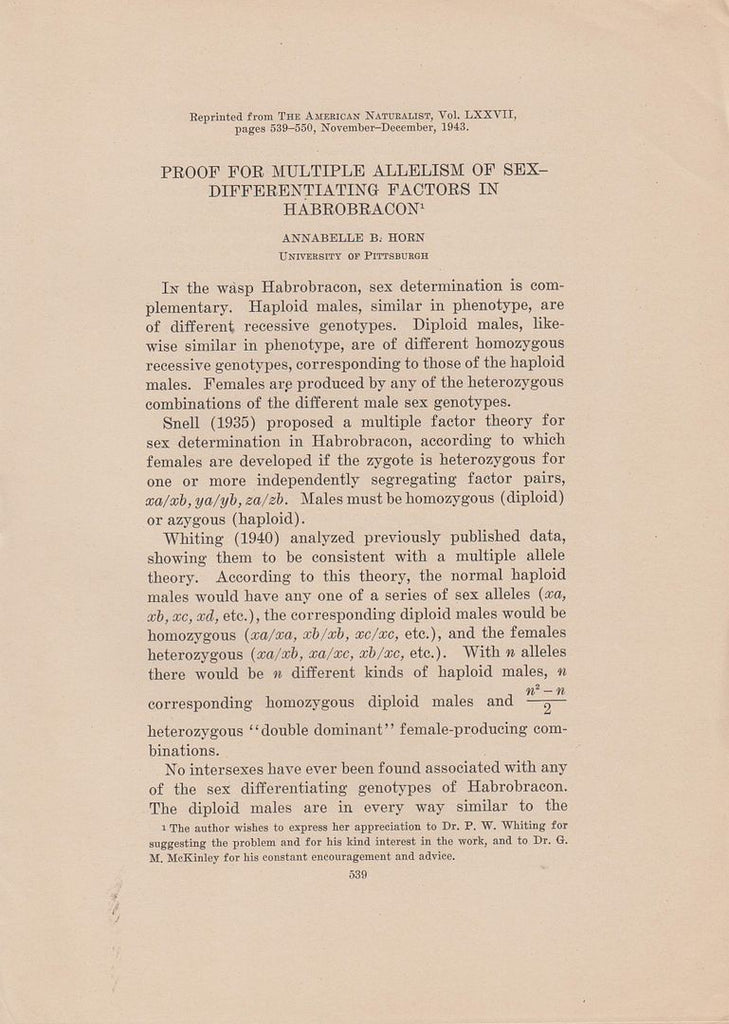 Reprinted from THE AMERICAN NATURALIST, Vol. LXXVII,
pages 539–550, November–December, 1943.
PROOF FOR MULTIPLE ALLELISM OF SEX-
DIFFERENTIATING FACTORS IN
HABROBRACON¹
ANNABELLE B. HORN
UNIVERSITY OF PITTSBURGH
IN the wasp Habrobracon, sex determination is com-
plementary. Haploid males, similar in phenotype, are
of different recessive genotypes. Diploid males, like-
wise similar in phenotype, are of different homozygous
recessive genotypes, corresponding to those of the haploid
males. Females are produced by any of the heterozygous
combinations of the different male sex genotypes.
Snell (1935) proposed a multiple factor theory for
sex determination in Habrobracon, according to which
females are developed if the zygote is heterozygous for
one or more independently segregating factor pairs,
xa/xb, ya/yb, za/zb. Males must be homozygous (diploid)
or azygous (haploid).
Whiting (1940) analyzed previously published data,
showing them to be consistent with a multiple allele
theory. According to this theory, the normal haploid
males would have any one of a series of sex alleles (xa,
xb, xc, xd, etc.), the corresponding diploid males would be
homozygous (xa/xa, xb/xb, xc/xc, etc.), and the females
heterozygous (xa/xb, xa/xc, xb/xc, etc.). With n alleles
there would be n different kinds of haploid males, n
corresponding homozygous diploid males and n² – n / 2
heterozygous "double dominant" female-producing com-
binations.
No intersexes have ever been found associated with any
of the sex differentiating genotypes of Habrobracon.
The diploid males are in every way similar to the
¹ The author wishes to express her appreciation to Dr. P. W. Whiting for
suggesting the problem and for his kind interest in the work, and to Dr. G.
M. McKinley for his constant encouragement and advice.
539